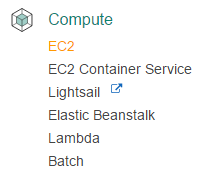 Compute
EC2
EC2 Container Service
Lightsail
Elastic Beanstalk
Lambda
Batch